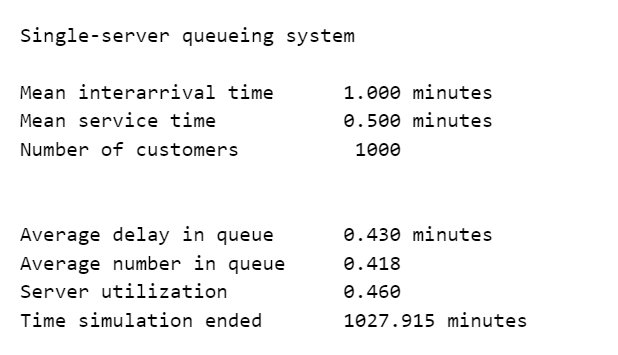 Single-server queueing system
Mean interarrival time 1.000 minutes
Mean service time 0.500 minutes
Number of customers 1000
Average delay in queue 0.430 minutes
Average number in queue 0.418
Server utilization 0.460
Time simulation ended 1027.915 minutes